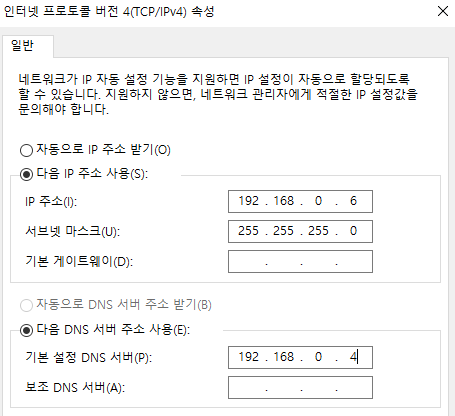 인터넷 프로토콜 버전 4(TCP/IPv4) 속성
일반
네트워크가 IP 자동 설정 기능을 지원하면 IP 설정이 자동으로 할당되도록
할 수 있습니다. 지원하지 않으면, 네트워크 관리자에게 적절한 IP 설정값을
문의해야 합니다.
자동으로 IP 주소 받기(O)
다음 IP 주소 사용(S):
IP 주소(I): 192 . 168 . 0 . 6
서브넷 마스크(U): 255 . 255 . 255 . 0
기본 게이트웨이(D): . . .
자동으로 DNS 서버 주소 받기(B)
다음 DNS 서버 주소 사용(E):
기본 설정 DNS 서버(P): 192 . 168 . 0 . 4
보조 DNS 서버(A): . . .